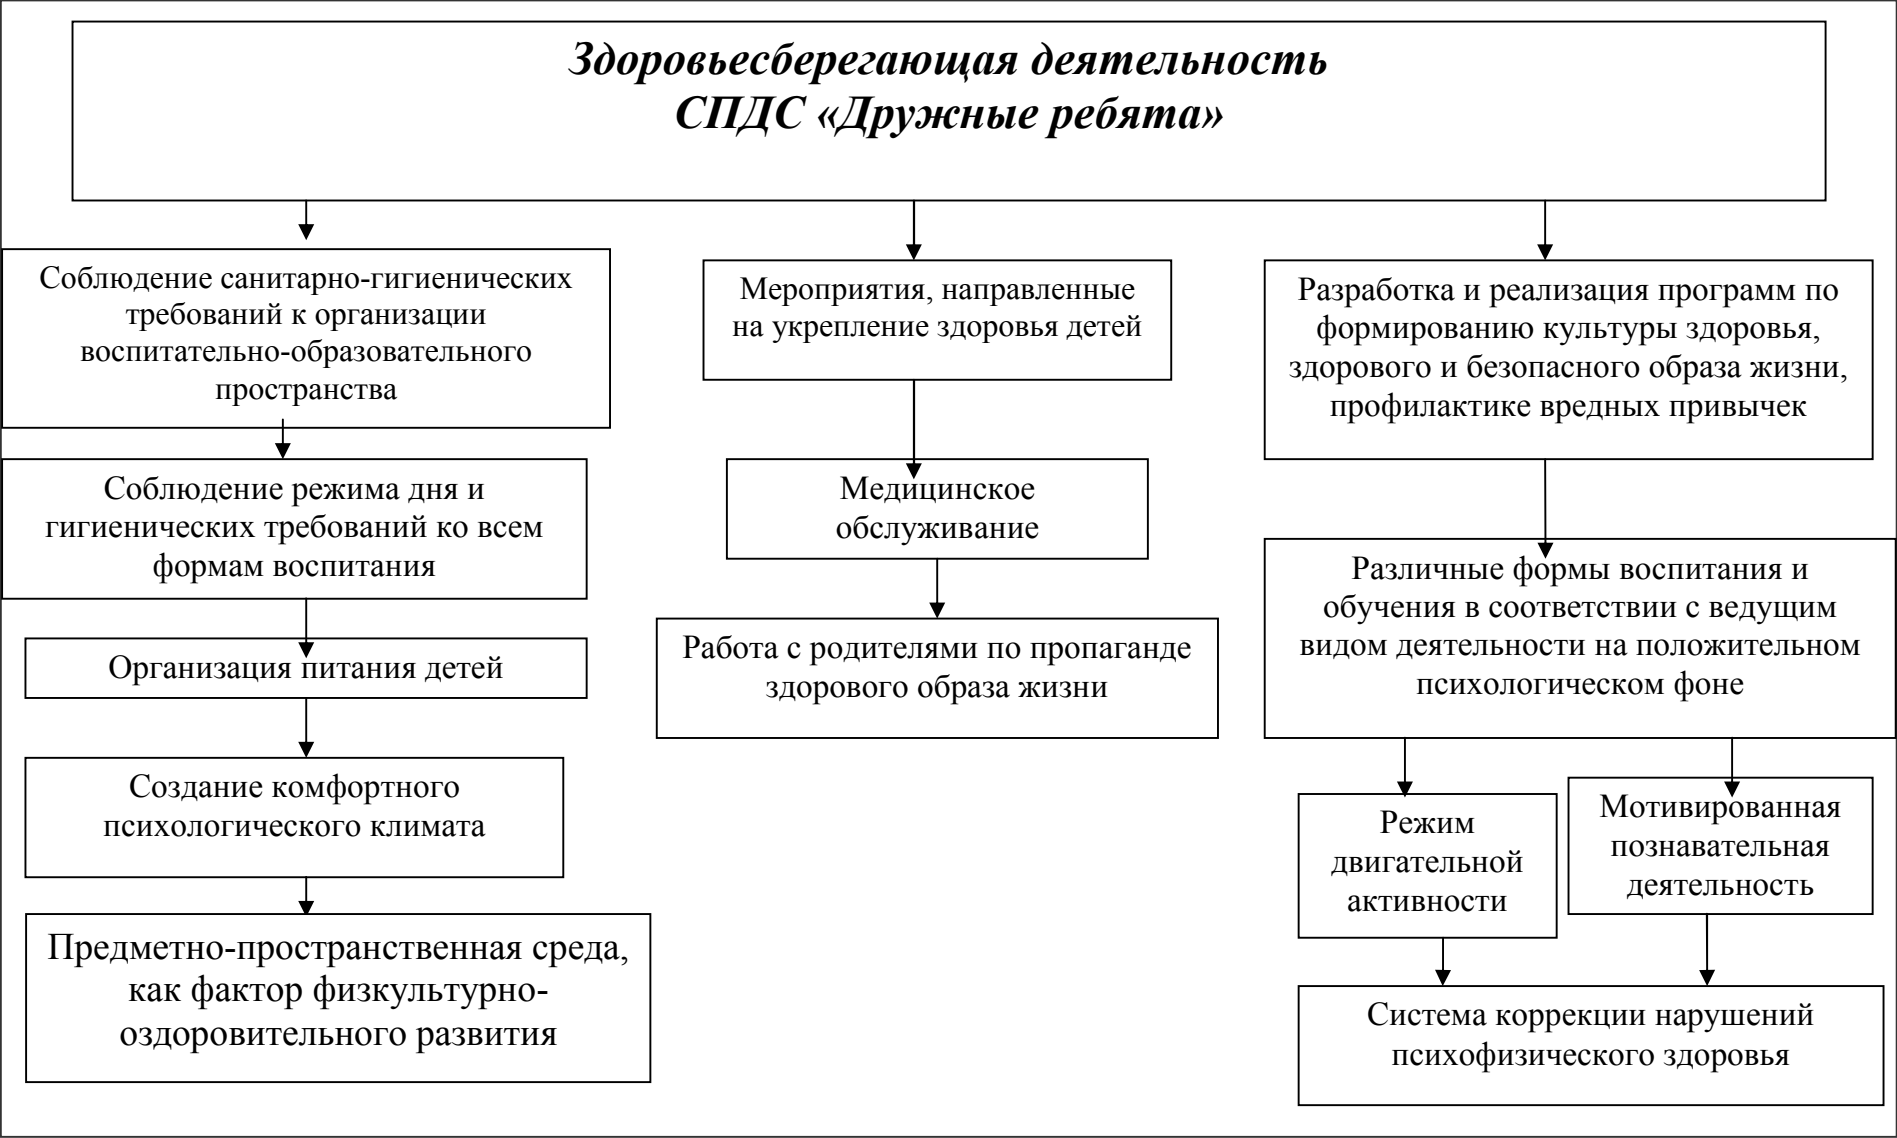 Здоровьесберегающая деятельность
СПДС «Дружные ребята»
Соблюдение санитарно-гигиенических
требований к организации
воспитательно-образовательного
пространства
Соблюдение режима дня и
гигиенических требований ко всем
формам воспитания
Организация питания детей
Создание комфортного
психологического климата
Предметно-пространственная среда,
как фактор физкультурно-
оздоровительного развития
Мероприятия, направленные
на укрепление здоровья детей
Медицинское
обслуживание
Работа с родителями по пропаганде
здорового образа жизни
Разработка и реализация программ по
формированию культуры здоровья,
здорового и безопасного образа жизни,
профилактике вредных привычек
Различные формы воспитания и
обучения в соответствии с ведущим
видом деятельности на положительном
психологическом фоне
Режим
двигательной
активности
Мотивированная
познавательная
деятельность
Система коррекции нарушений
психофизического здоровья